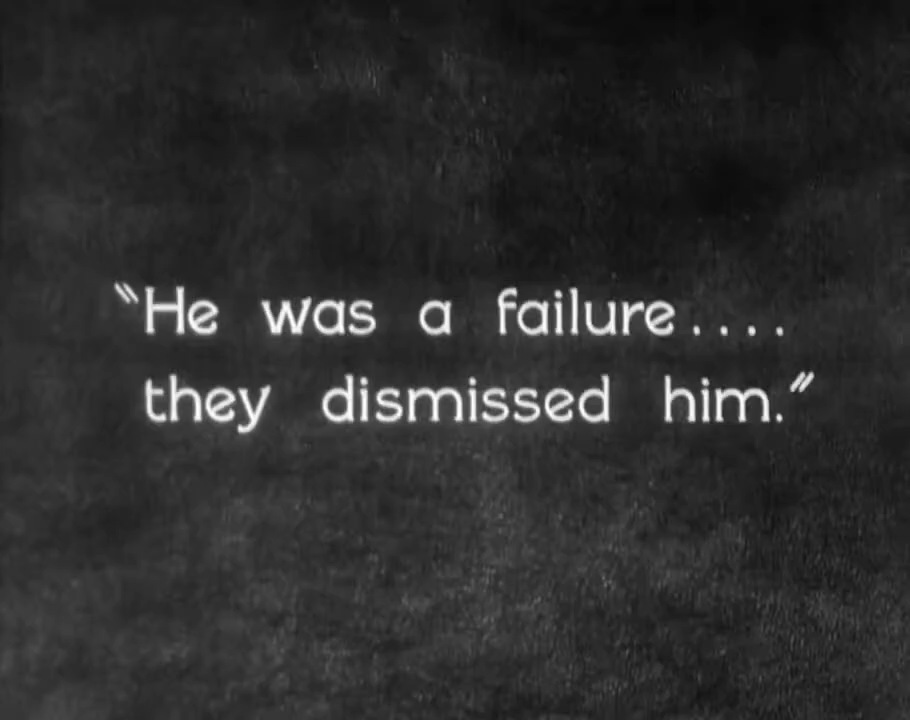 “He was a failure....
they dismissed him.”